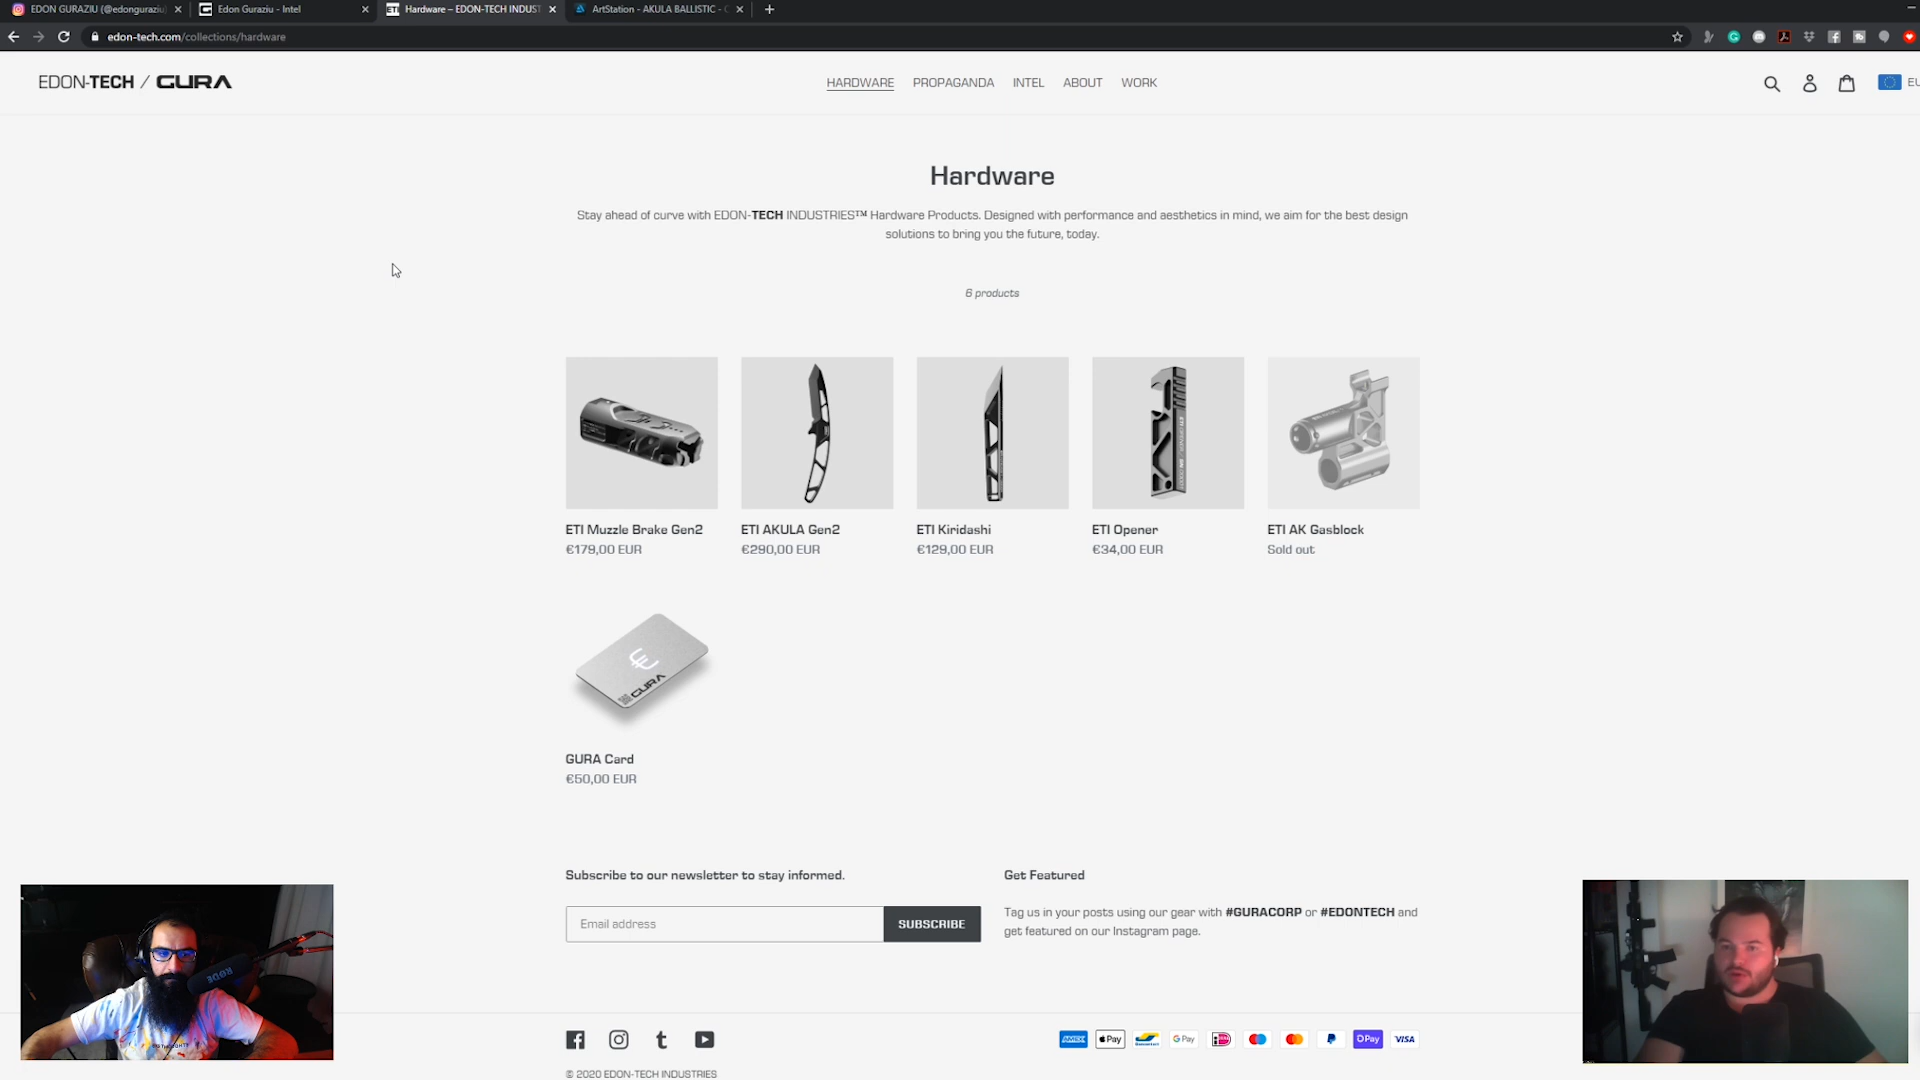 EDON GURAZIU (@edonguraziu)
Edon Guraziu - Intel
Hardware – EDON-TECH INDUST
ArtStation - AKULA BALLISTIC -
edon-tech.com/collections/hardware
EDON-TECH / GURA
HARDWARE PROPAGANDA INTEL ABOUT WORK
EU
Hardware
Stay ahead of curve with EDON-TECH INDUSTRIES™ Hardware Products. Designed with performance and aesthetics in mind, we aim for the best design
solutions to bring you the future, today.
6 products
ETI Muzzle Brake Gen2
€179,00 EUR
ETI AKULA Gen2
€290,00 EUR
ETI Kiridashi
€129,00 EUR
ETI Opener
€34,00 EUR
ETI AK Gasblock
Sold out
GURA
GURA Card
€50,00 EUR
Subscribe to our newsletter to stay informed.
Email address
SUBSCRIBE
Get Featured
Tag us in your posts using our gear with #GURACORP or #EDONTECH and
get featured on our Instagram page.
RØDE
AMEX
Pay
G Pay
Pay
VISA
© 2020 EDON-TECH INDUSTRIES